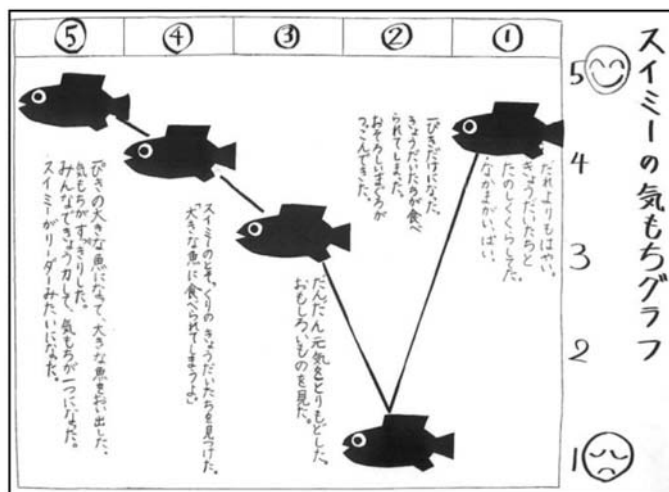 スイミーの気もちグラフ
5
4
3
2
1
①
②
③
④
⑤
だれよりもはやい。
きょうだいたちと
たのしくくらしてた。
なかまがいっぱい。
一ぴきだけになった。
きょうだいたちが食べ
られてしまった。
おそろしいまぐろが
つっこんできた。
だんだん元気をとりもどした。
おもしろいものを見た。
スイミーのとそっくりのきょうだいたちを見つけた。
「大きな魚に食べられてしまうよ」
一ぴきの大きな魚になって、大きな魚をおい出した。
気もちがすっきりした。
みんなできょう力して、気もちが一つになった。
スイミーがリーダーみたいになった。